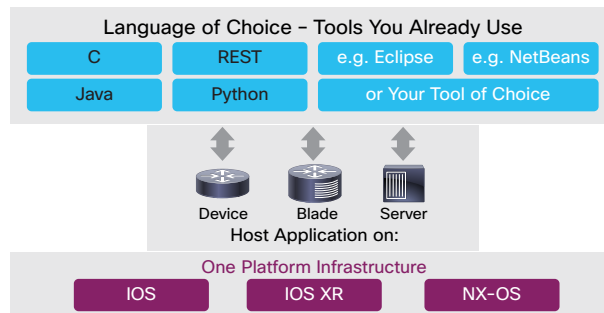 Language of Choice – Tools You Already Use
C REST e.g. Eclipse e.g. NetBeans
Java Python or Your Tool of Choice
Device Blade Server
Host Application on:
One Platform Infrastructure
IOS IOS XR NX-OS